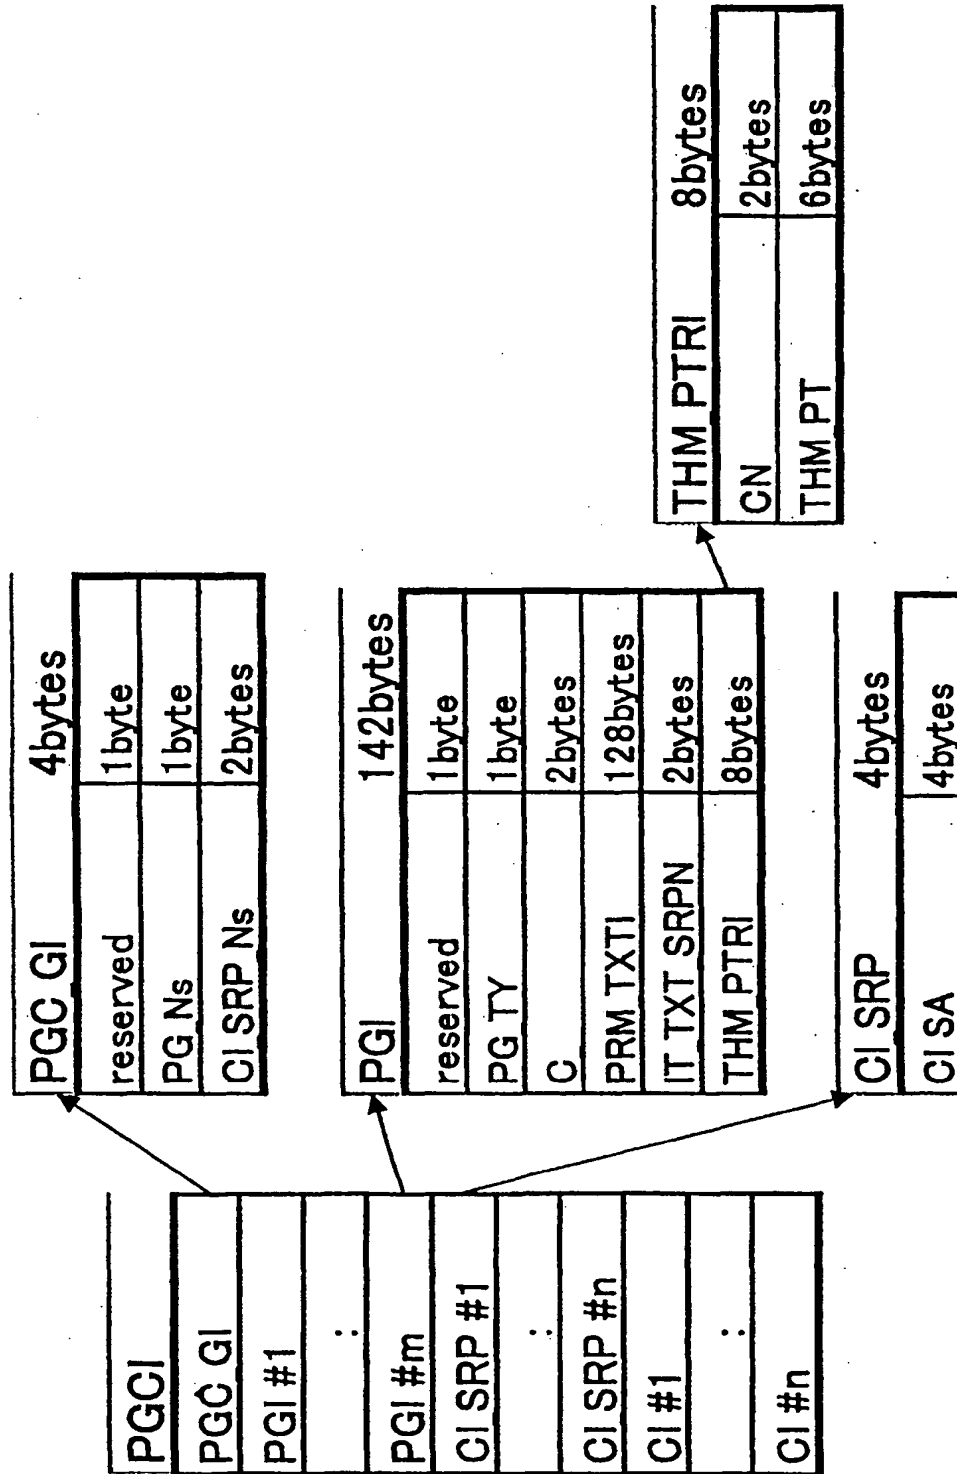 PGCI
PGC GI
PGI #1
:
PGI #m
CI SRP #1
:
CI SRP #n
CI #1
:
CI #n
PGC GI 4bytes
reserved 1byte
PG Ns 1byte
CI SRP Ns 2bytes
PGI 142bytes
reserved 1byte
PG TY 1byte
C 2bytes
PRM TXTI 128bytes
IT TXT SRPN 2bytes
THM PTRI 8bytes
CI SRP 4bytes
CI SA 4bytes
THM PTRI 8bytes
CN 2bytes
THM PT 6bytes